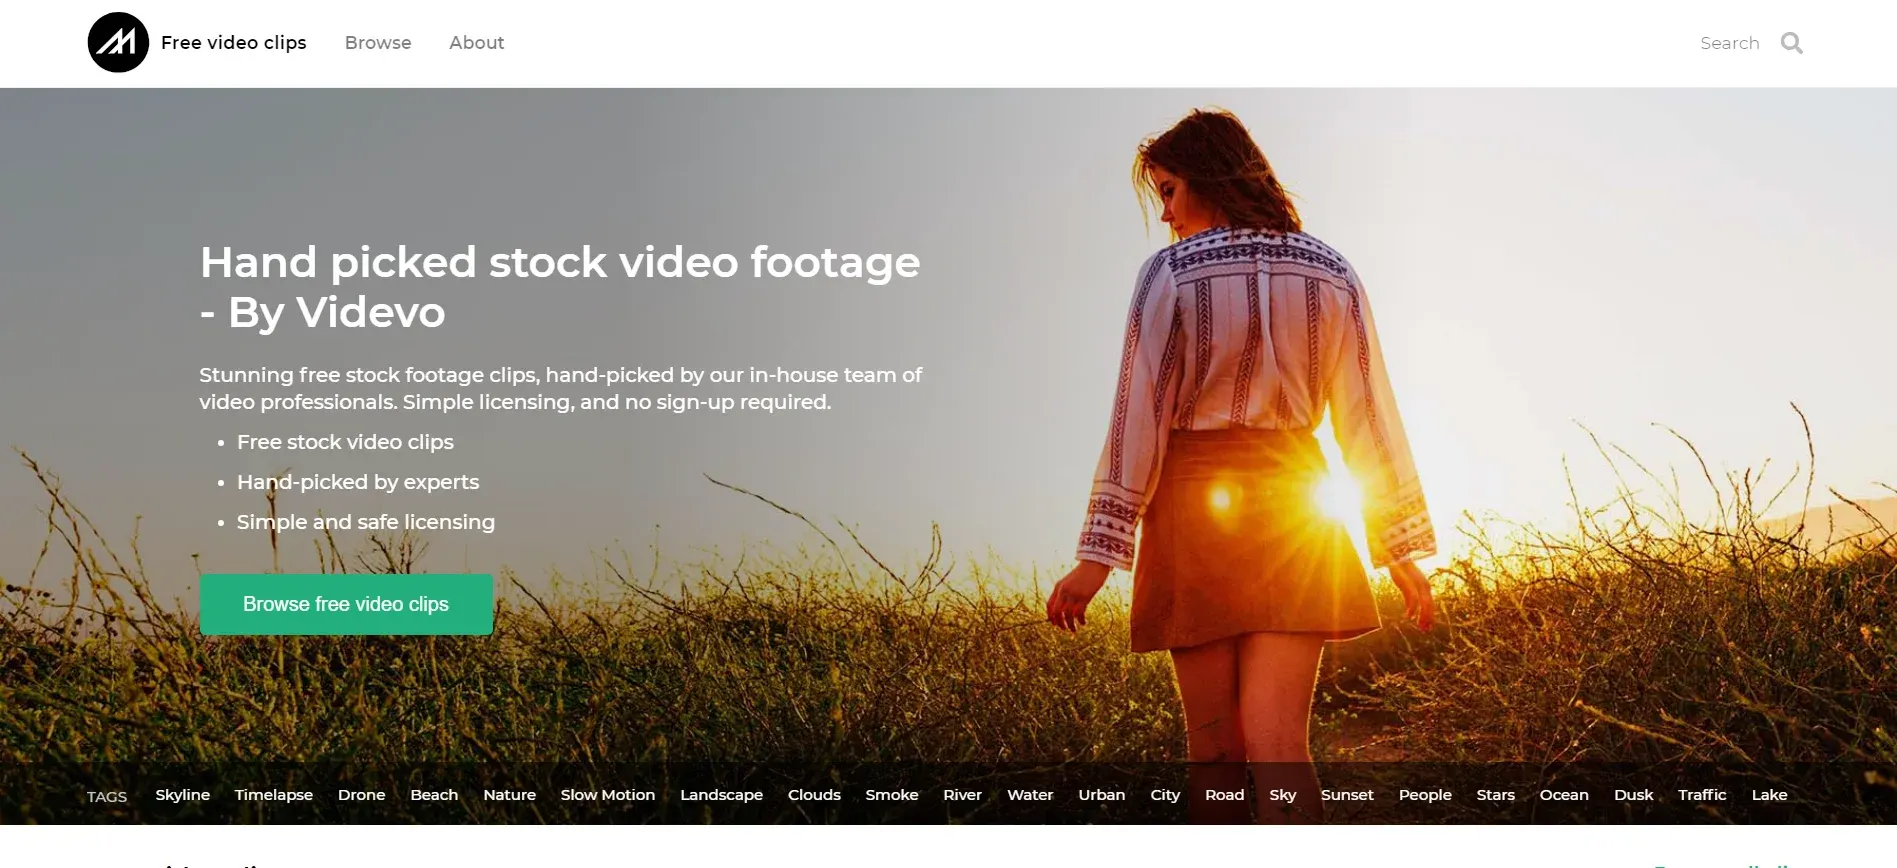 Free video clips
Browse
About
Search
Hand picked stock video footage
- By Videvo
Stunning free stock footage clips, hand-picked by our in-house team of
video professionals. Simple licensing, and no sign-up required.
• Free stock video clips
• Hand-picked by experts
• Simple and safe licensing
Browse free video clips
TAGS Skyline Timelapse Drone Beach Nature Slow Motion Landscape Clouds Smoke River Water Urban City Road Sky Sunset People Stars Ocean Dusk Traffic Lake